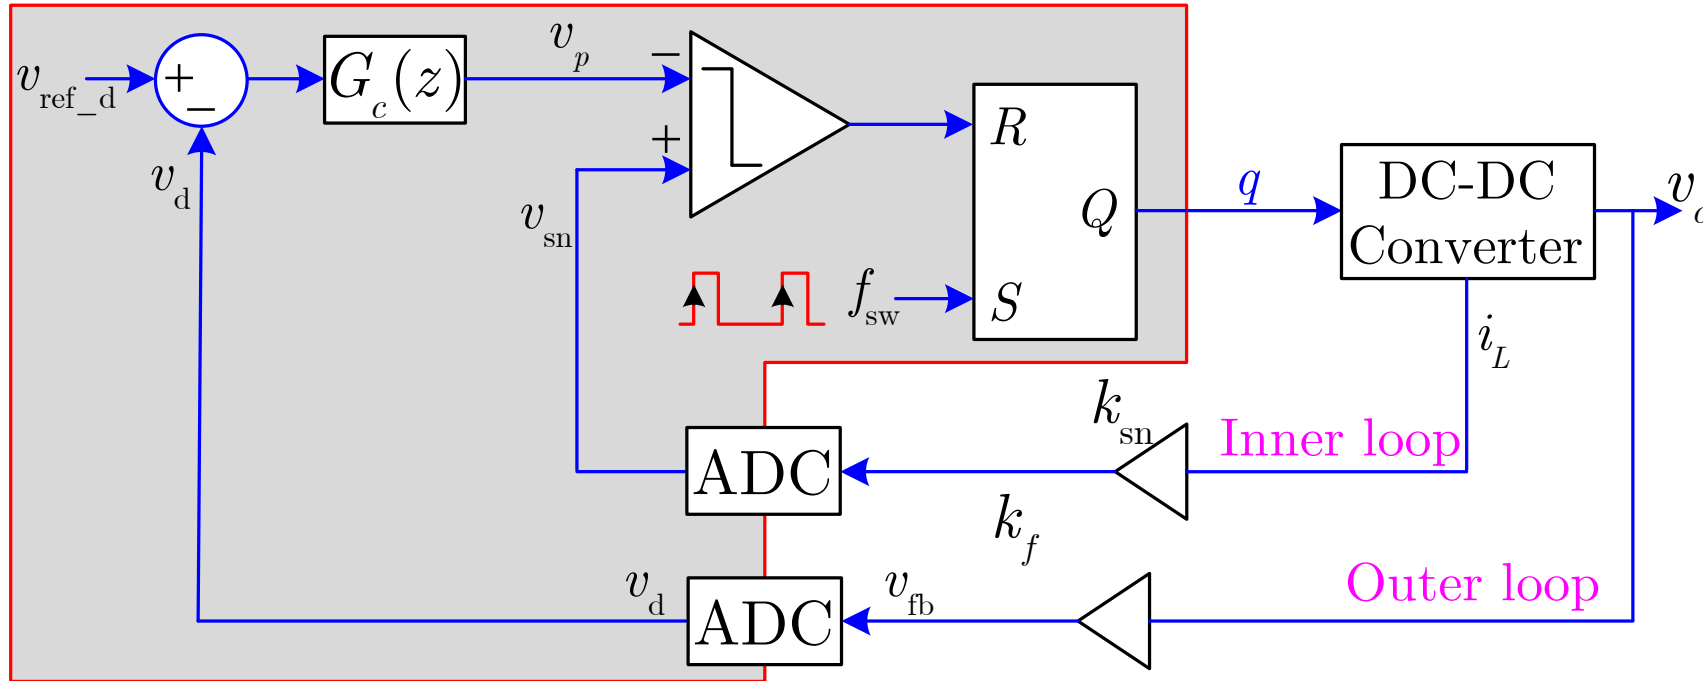 v_ref_d
+
−
G_c(z)
v_p
−
+
R
Q
S
q
DC-DC
Converter
v_o
v_d
v_sn
f_sw
i_L
k_sn
Inner loop
ADC
k_f
v_d
ADC
v_fb
Outer loop